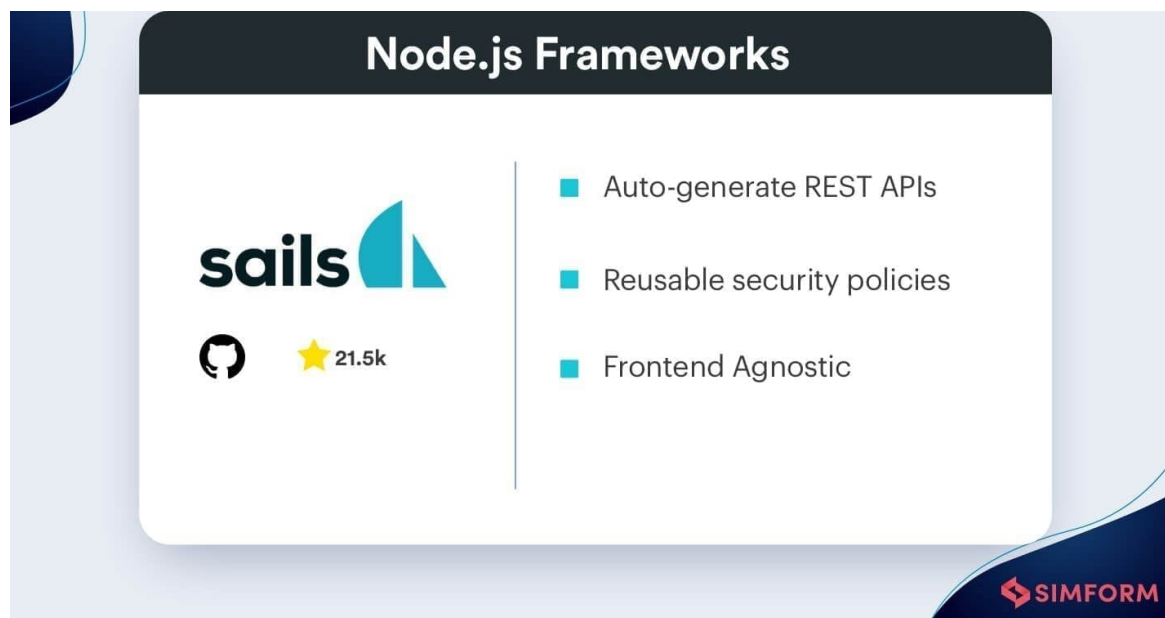 Node.js Frameworks
sails
21.5k
Auto-generate REST APIs
Reusable security policies
Frontend Agnostic
SIMFORM